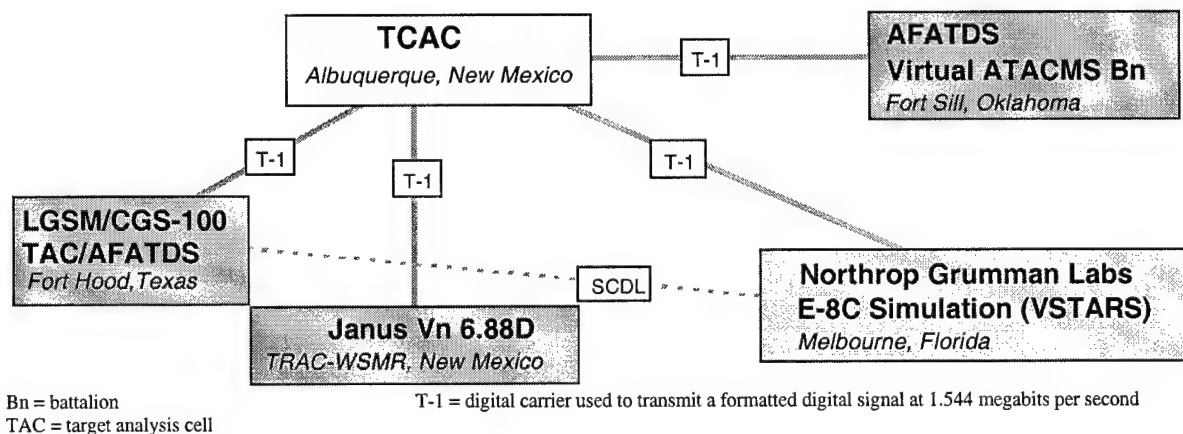 TCAC
Albuquerque, New Mexico
T-1
AFATDS
Virtual ATACMS Bn
Fort Sill, Oklahoma
T-1
T-1
T-1
LGSM/CGS-100
TAC/AFATDS
Fort Hood, Texas
SCDL
Northrop Grumman Labs
E-8C Simulation (VSTARS)
Melbourne, Florida
Janus Vn 6.88D
TRAC-WSMR, New Mexico
Bn = battalion
TAC = target analysis cell
T-1 = digital carrier used to transmit a formatted digital signal at 1.544 megabits per second